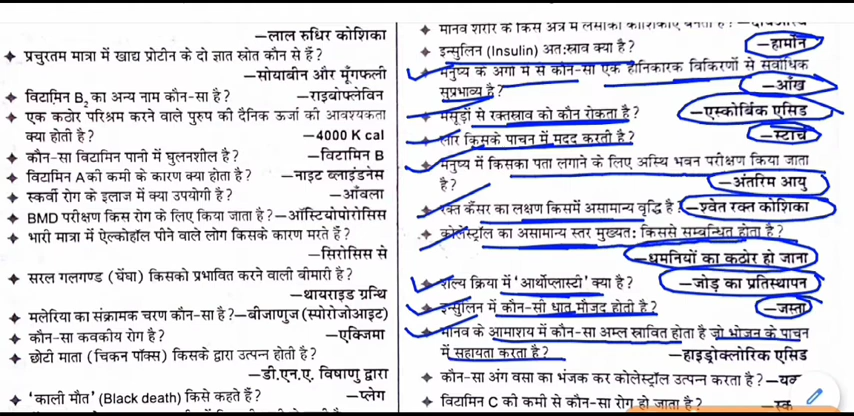 –लाल रुधिर कोशिका
✦ प्रचुरतम मात्रा में खाद्य प्रोटीन के दो ज्ञात स्रोत कौन से हैं?
–सोयाबीन और मूँगफली
✦ विटामिन B₂ का अन्य नाम कौन-सा है? –राइबोफ्लेविन
✦ एक कठोर परिश्रम करने वाले पुरुष की दैनिक ऊर्जा की आवश्यकता
क्या होती है? –4000 K cal
✦ कौन-सा विटामिन पानी में घुलनशील है? –विटामिन B
✦ विटामिन A की कमी के कारण क्या होता है? –नाइट ब्लाइंडनेस
✦ स्कर्वी रोग के इलाज में क्या उपयोगी है? –आँवला
✦ BMD परीक्षण किस रोग के लिए किया जाता है?–ऑस्टियोपोरोसिस
✦ भारी मात्रा में ऐल्कोहॉल पीने वाले लोग किसके कारण मरते हैं?
–सिरोसिस से
✦ सरल गलगण्ड (घेंघा) किसको प्रभावित करने वाली बीमारी है?
–थायराइड ग्रन्थि
✦ मलेरिया का संक्रामक चरण कौन-सा है?–बीजाणुज (स्पोरोजोआइट)
✦ कौन-सा कवकीय रोग है? –एक्जिमा
✦ छोटी माता (चिकन पॉक्स) किसके द्वारा उत्पन्न होती है?
–डी.एन.ए. विषाणु द्वारा
✦ 'काली मौत' (Black death) किसे कहते हैं? –प्लेग
✦ मानव शरीर के किस अंग में लसीका कोशिकाएं बनती हैं?
✦ इन्सुलिन (Insulin) अत:स्राव क्या है? –हार्मोन
मनुष्य के अंगों में से कौन-सा एक हानिकारक विकिरणों से सर्वाधिक
सुप्रभाव्य है? –आँख
मसूड़ों से रक्तस्राव को कौन रोकता है? –एस्कोर्बिक एसिड
लार किसके पाचन में मदद करती है? –स्टार्च
मनुष्य में किसका पता लगाने के लिए अस्थि भवन परीक्षण किया जाता
है? –अंतरिम आयु
रक्त कैंसर का लक्षण किसमें असामान्य वृद्धि है? –श्वेत रक्त कोशिका
कोलेस्ट्रॉल का असामान्य स्तर मुख्यत: किससे सम्बन्धित होता है?
–धमनियों का कठोर हो जाना
शल्य क्रिया में 'आर्थोप्लास्टी' क्या है? –जोड़ का प्रतिस्थापन
इन्सुलिन में कौन-सी धातु मौजूद होती है? –जस्ता
मानव के आमाशय में कौन-सा अम्ल स्रावित होता है जो भोजन के पाचन
में सहायता करता है? –हाइड्रोक्लोरिक एसिड
✦ कौन-सा अंग वसा का भंजक कर कोलेस्ट्रॉल उत्पन्न करता है?
✦ विटामिन C की कमी से कौन-सा रोग हो जाता है?